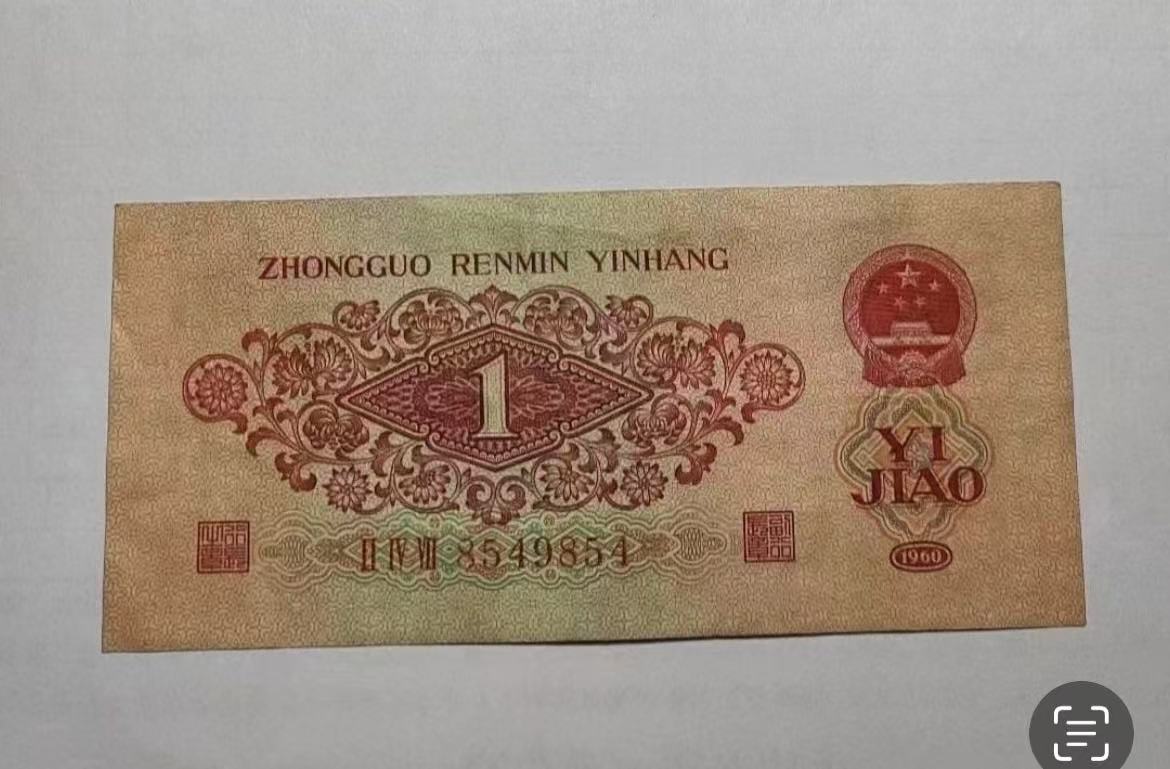 ZHONGGUO RENMIN YINHANG
1
YI
JIAO
II IV VII 8549854
1960